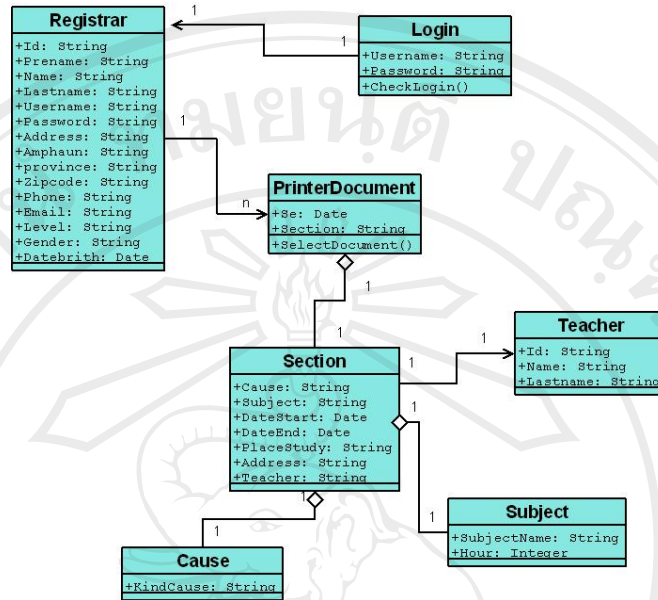 Registrar
+Id: String
+Prename: String
+Name: String
+Lastname: String
+Username: String
+Password: String
+Address: String
+Amphaun: String
+province: String
+Zipcode: String
+Phone: String
+Email: String
+Level: String
+Gender: String
+Datebrith: Date
1
1
Login
+Username: String
+Password: String
+CheckLogin()
1
n
PrinterDocument
+Se: Date
+Section: String
+SelectDocument()
1
1
Section
+Cause: String
+Subject: String
+DateStart: Date
+DateEnd: Date
+PlaceStudy: String
+Address: String
+Teacher: String
1
1
Teacher
+Id: String
+Name: String
+Lastname: String
1
1
Subject
+SubjectName: String
+Hour: Integer
1
1
Cause
+KindCause: String